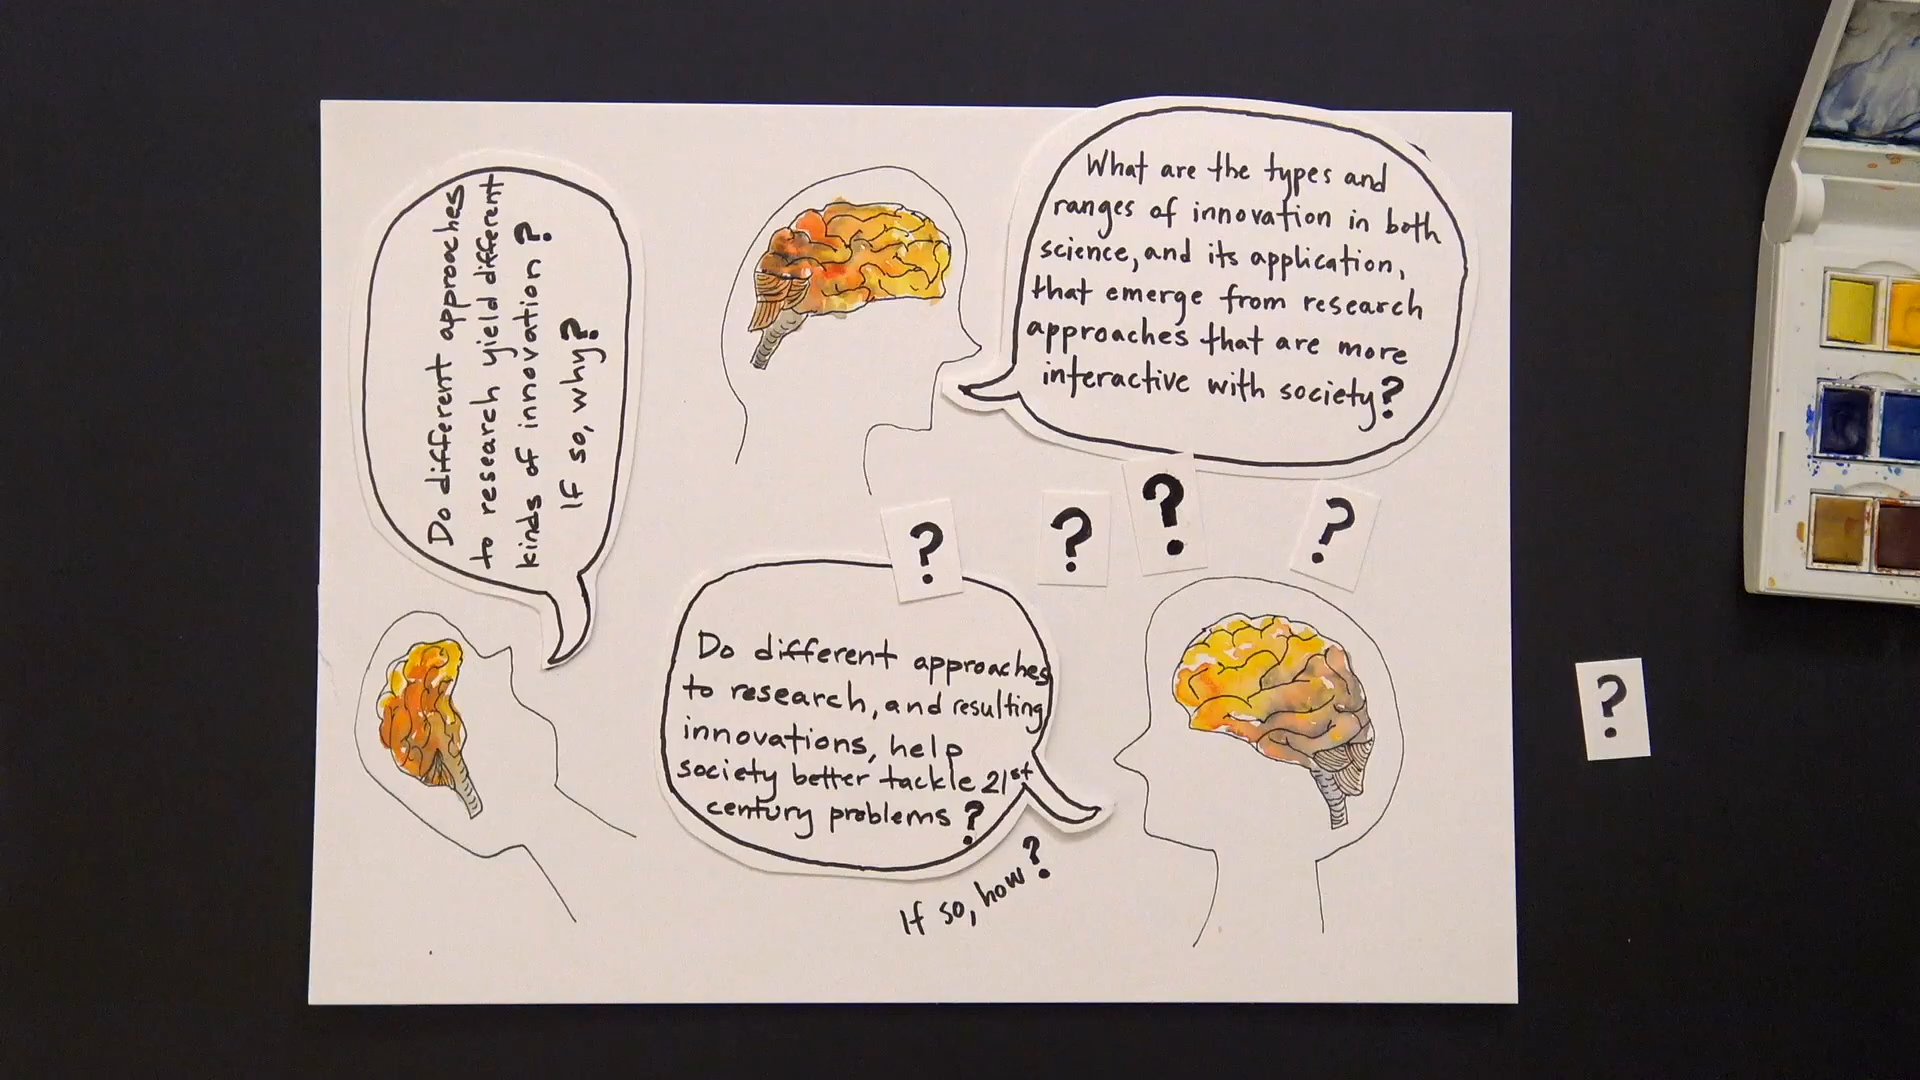 Do different approaches
to research yield different
kinds of innovation?
If so, why?
What are the types and
ranges of innovation in both
science, and its application,
that emerge from research
approaches that are more
interactive with society?
?
?
?
?
Do different approaches
to research, and resulting
innovations, help
society better tackle 21st
century problems?
If so, how?
?